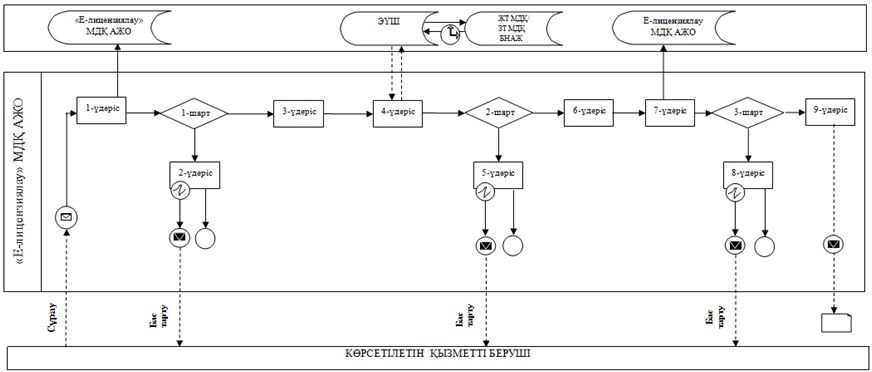 «Е-лицензиялау»
МДҚ АЖО
ЭҮШ
ЖТ МДҚ/
ЗТ МДҚ
БНАЖ
Е-лицензиялау
МДҚ АЖО
«Е-лицензиялау» МДҚ АЖО
1-үдеріс
1-шарт
3-үдеріс
4-үдеріс
2-шарт
6-үдеріс
7-үдеріс
3-шарт
9-үдеріс
2-үдеріс
5-үдеріс
8-үдеріс
Сұрау
Бас
тарту
Бас
тарту
Бас
тарту
КӨРСЕТІЛЕТІН ҚЫЗМЕТТІ БЕРУШІ